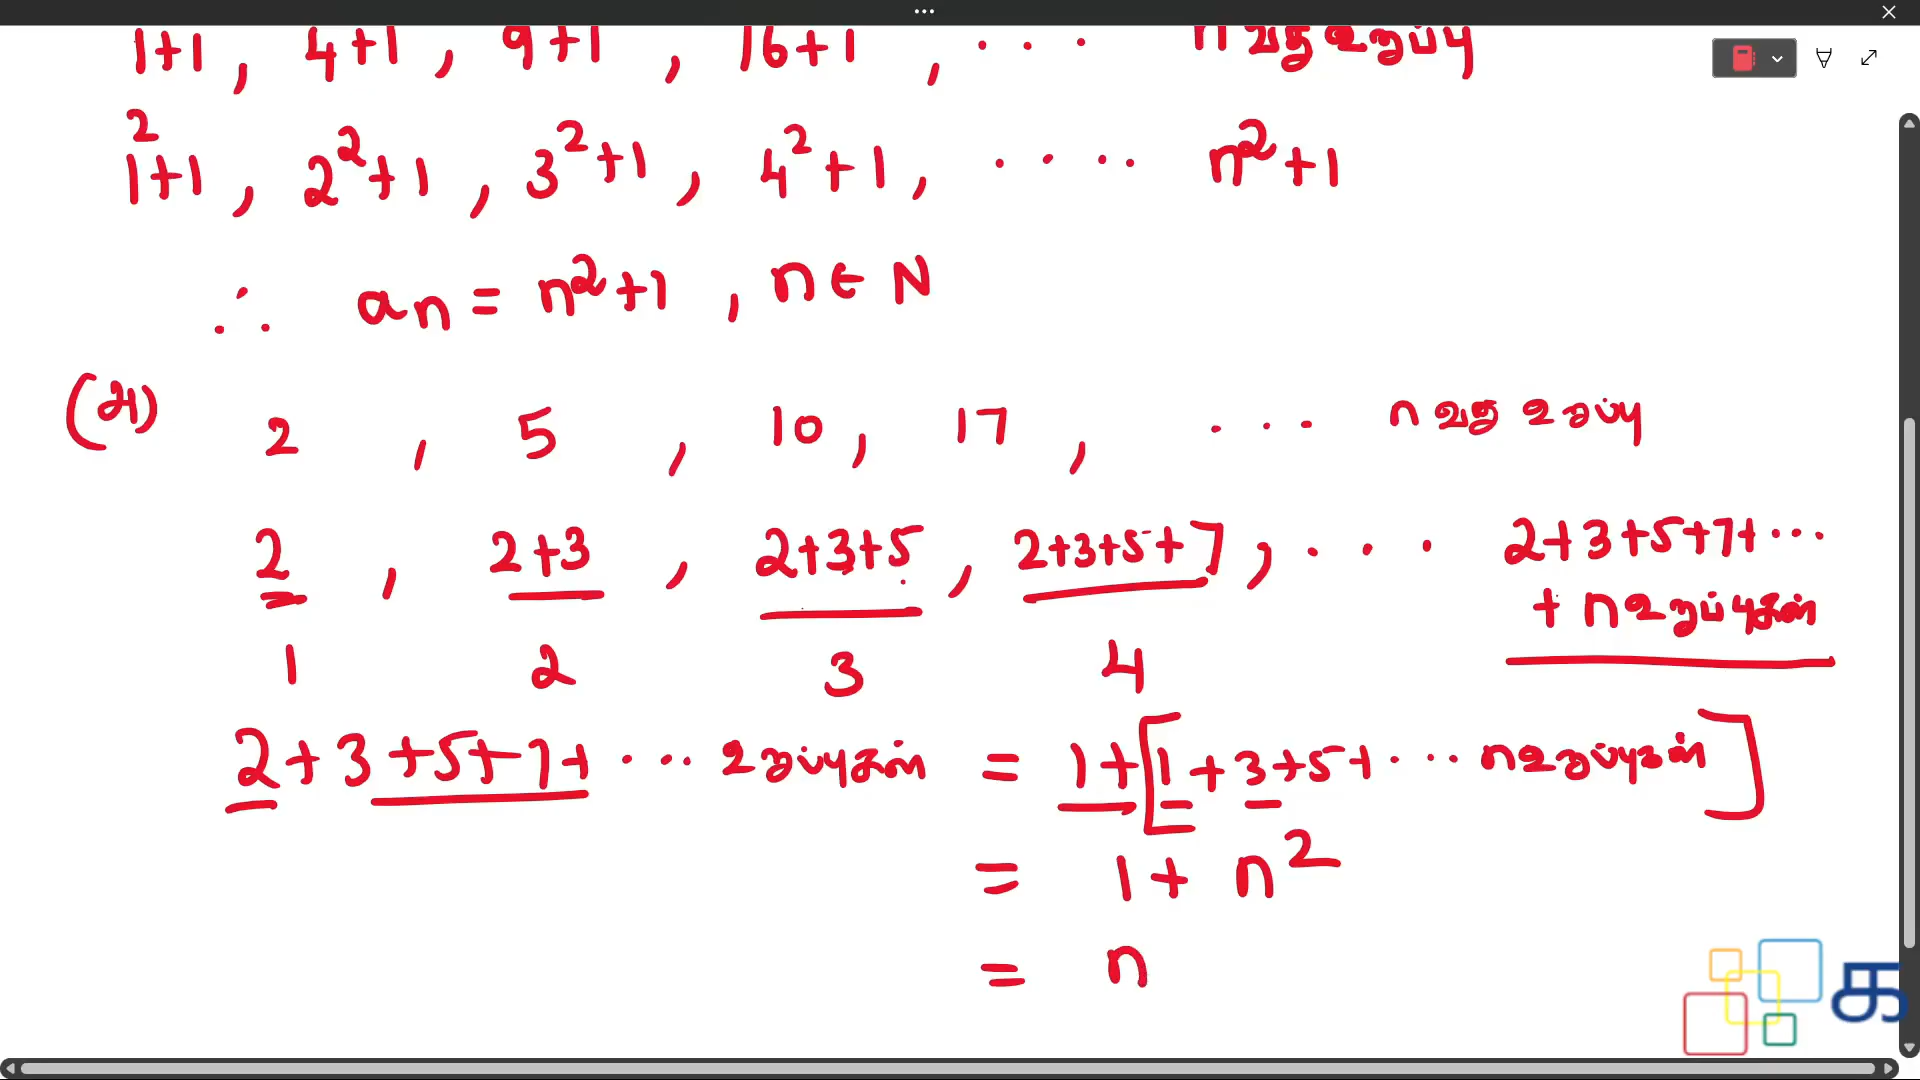 1+1, 4+1, 9+1, 16+1, ... n வது உறுப்பு
1²+1, 2²+1, 3²+1, 4²+1, .... n²+1
∴ aₙ = n²+1, n ∈ N
(அ) 2, 5, 10, 17, ... n வது உறுப்பு
2, 2+3, 2+3+5, 2+3+5+7, ... 2+3+5+7+...
+ n உறுப்புகள்
1 2 3 4
2+3+5+7+ ... உறுப்புகள் = 1+[1+3+5+... n உறுப்புகள்]
= 1+n²
= n
க